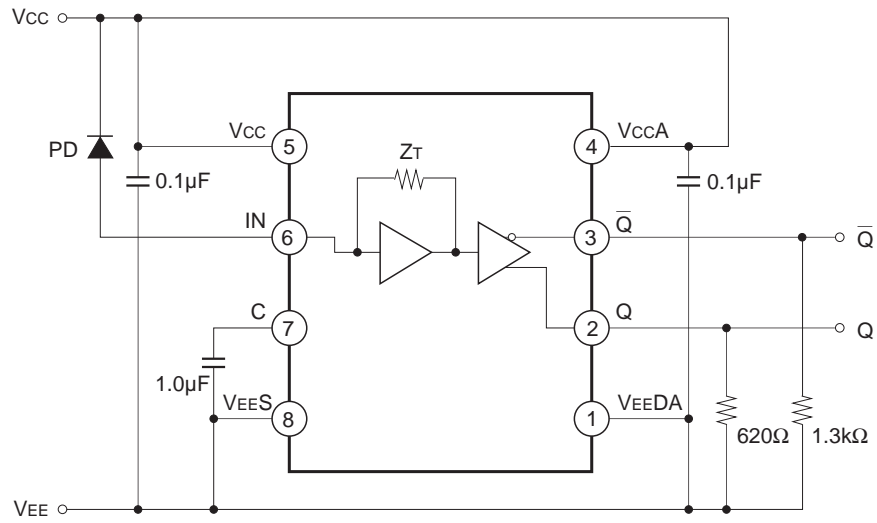 VCC
VCC
5
4
VCCA
PD
0.1µF
ZT
0.1µF
IN
6
3
Q̅
Q̅
C
7
2
Q
Q
1.0µF
VEES
8
1
VEEDA
620Ω
1.3kΩ
VEE